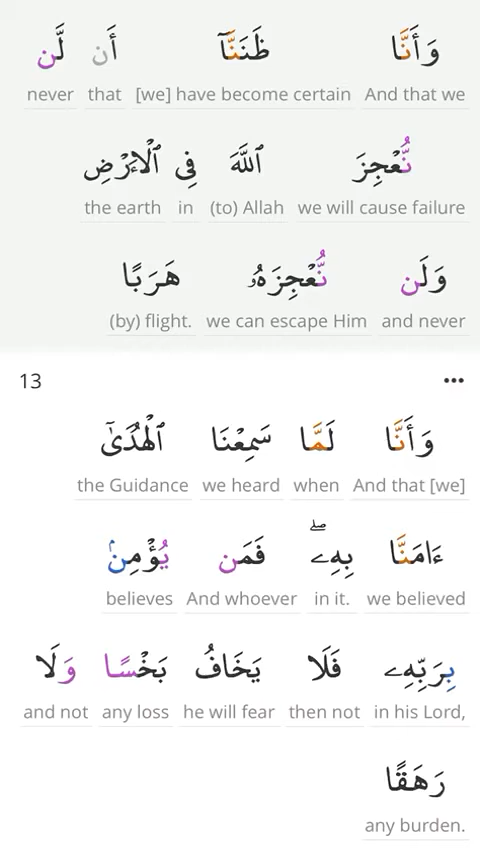 وَأَنَّا ظَنَنَّآ أَن لَّن
And that we [we] have become certain that never
نُّعْجِزَ ٱللَّهَ فِى ٱلْأَرْضِ
we will cause failure (to) Allah in the earth
وَلَن نُّعْجِزَهُۥ هَرَبًا
and never we can escape Him (by) flight.
13
وَأَنَّا لَمَّا سَمِعْنَا ٱلْهُدَىٰٓ
And that [we] when we heard the Guidance
ءَامَنَّا بِهِۦ ۖ فَمَن يُؤْمِنۢ
we believed in it. And whoever believes
بِرَبِّهِۦ فَلَا يَخَافُ بَخْسًا وَلَا
in his Lord, then not he will fear any loss and not
رَهَقًا
any burden.